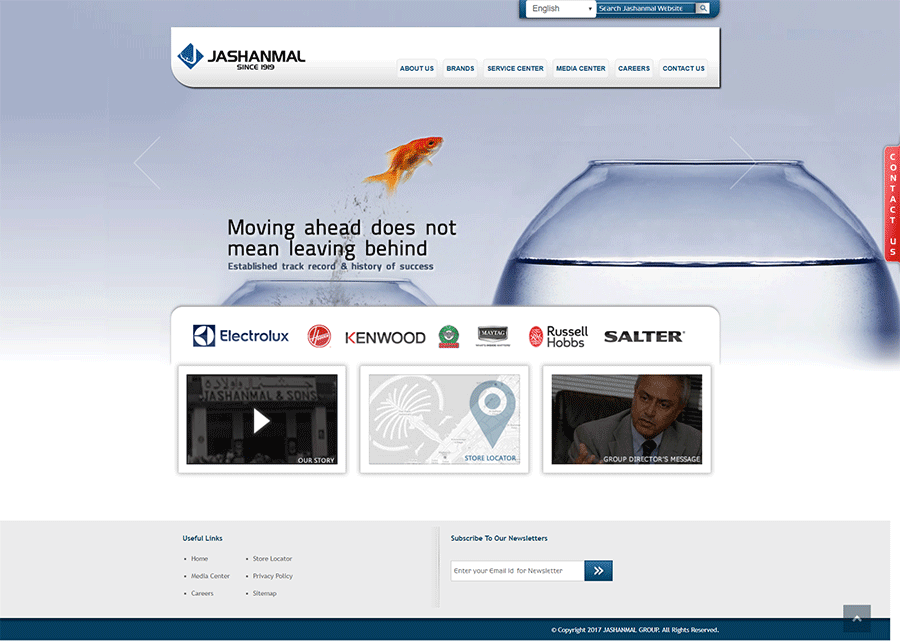 English
Search Jashanmal Website
JASHANMAL
SINCE 1919
ABOUT US
BRANDS
SERVICE CENTER
MEDIA CENTER
CAREERS
CONTACT US
CONTACT US
Moving ahead does not
mean leaving behind
Established track record & history of success
Electrolux
Hoover
KENWOOD
MAYTAG
Russell
Hobbs
SALTER
JASHANMAL & SONS
OUR STORY
STORE LOCATOR
GROUP DIRECTOR'S MESSAGE
Useful Links
Home
Store Locator
Media Center
Privacy Policy
Careers
Sitemap
Subscribe To Our Newsletters
Enter your Email Id for Newsletter
© Copyright 2017 JASHANMAL GROUP. All Rights Reserved.